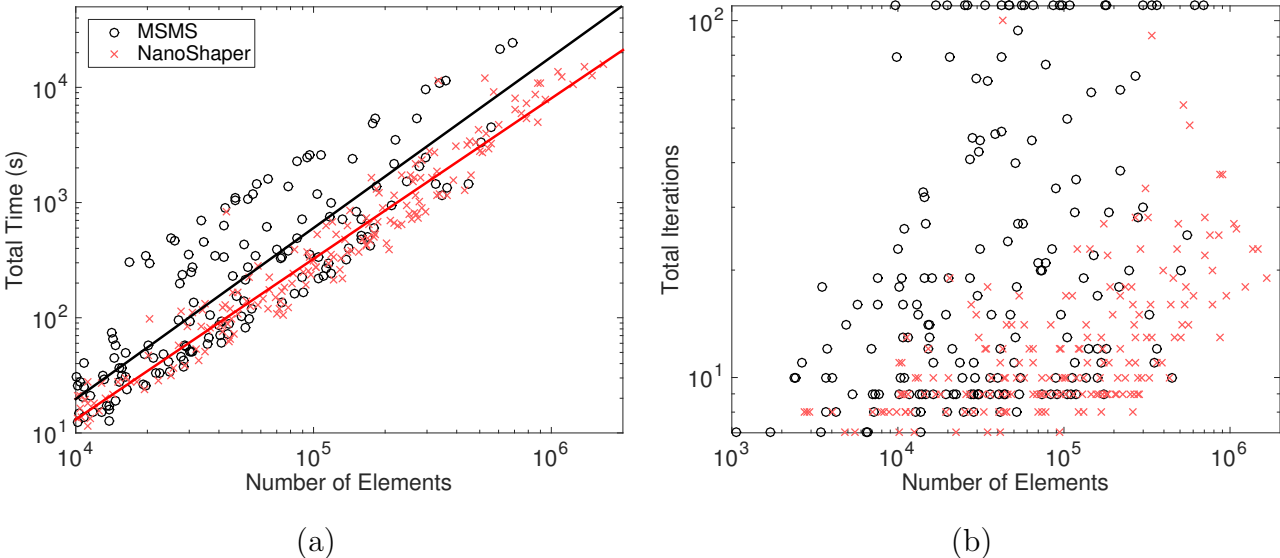 MSMS
NanoShaper
Total Time (s)
10^4
10^3
10^2
10^1
10^4 10^5 10^6
Number of Elements
(a)
Total Iterations
10^2
10^1
10^3 10^4 10^5 10^6
Number of Elements
(b)